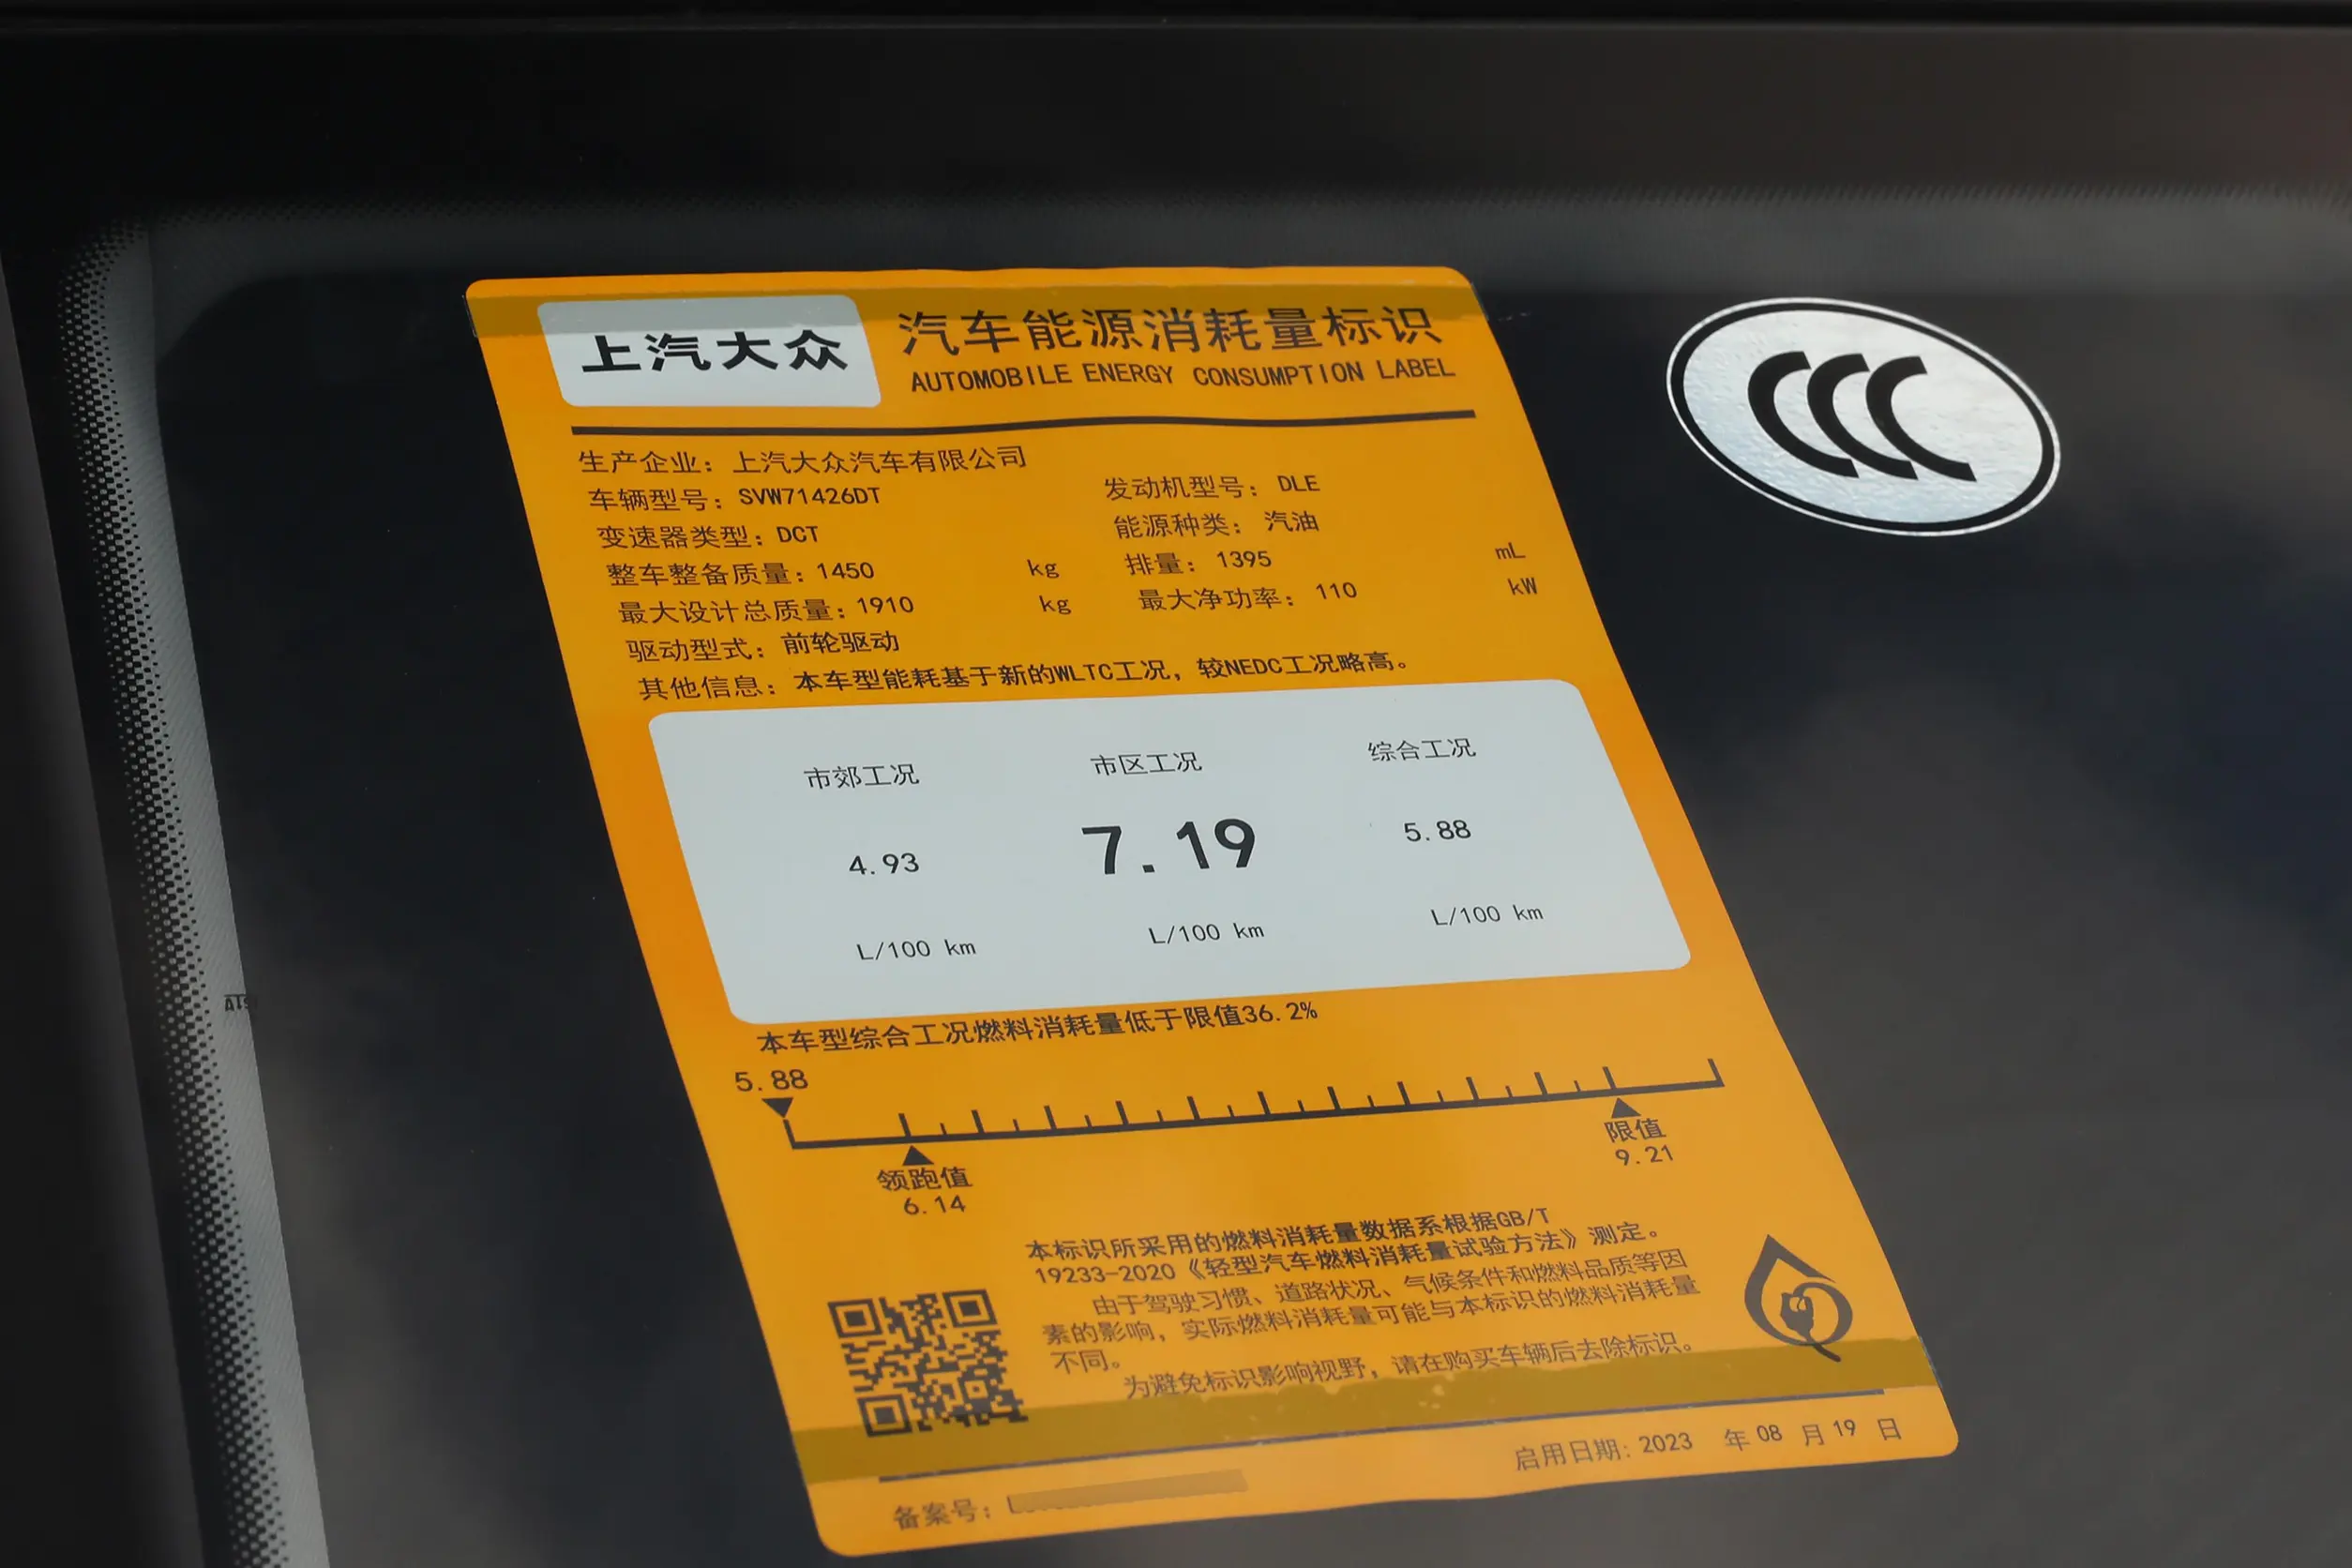 上汽大众
汽车能源消耗量标识
AUTOMOBILE ENERGY CONSUMPTION LABEL
CCC
生产企业：上汽大众汽车有限公司
车辆型号：SVW71426DT 发动机型号：DLE
变速器类型：DCT 能源种类：汽油
整车整备质量：1450 kg 排量：1395 mL
最大设计总质量：1910 kg 最大净功率：110 kW
驱动型式：前轮驱动
其他信息：本车型能耗基于新的WLTC工况，较NEDC工况略高。
市郊工况 市区工况 综合工况
4.93 7.19 5.88
L/100 km L/100 km L/100 km
本车型综合工况燃料消耗量低于限值36.2%
5.88
领跑值
6.14
限值
9.21
本标识所采用的燃料消耗量数据系根据GB/T
19233-2020《轻型汽车燃料消耗量试验方法》测定。
由于驾驶习惯、道路状况、气候条件和燃料品质等因
素的影响，实际燃料消耗量可能与本标识的燃料消耗量
不同。
为避免标识影响视野，请在购买车辆后去除标识。
备案号：
启用日期：2023 年 08 月 19 日